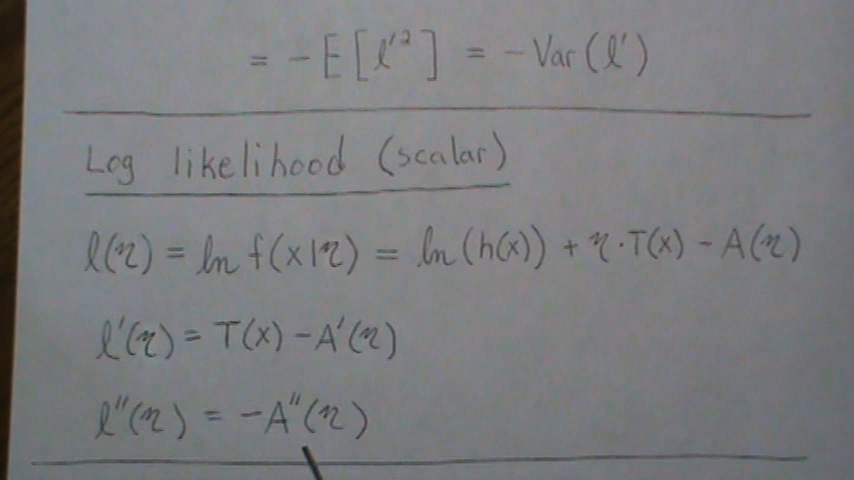 = -E[l'²] = -Var(l')
Log likelihood (scalar)
l(η) = ln f(x|η) = ln(h(x)) + η·T(x) - A(η)
l'(η) = T(x) - A'(η)
l''(η) = -A''(η)